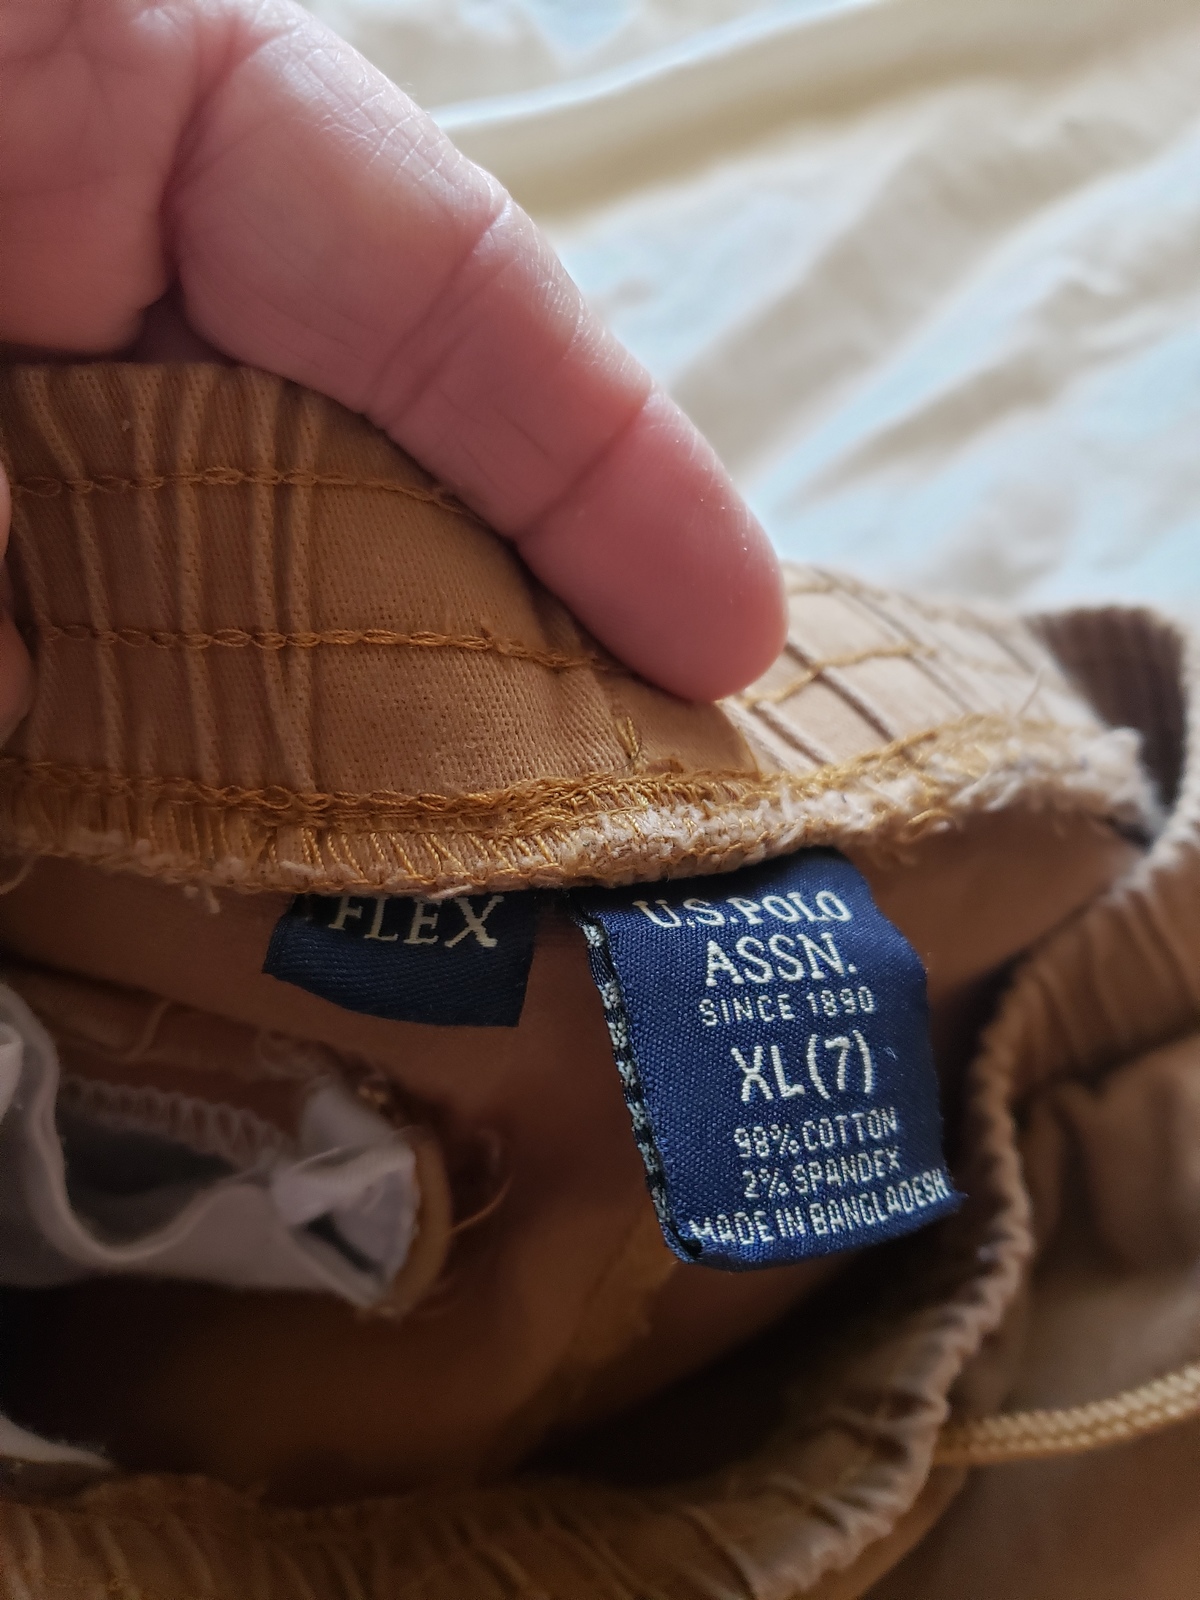 FLEX
U.S. POLO
ASSN.
SINCE 1890
XL(7)
98% COTTON
2% SPANDEX
MADE IN BANGLADESH